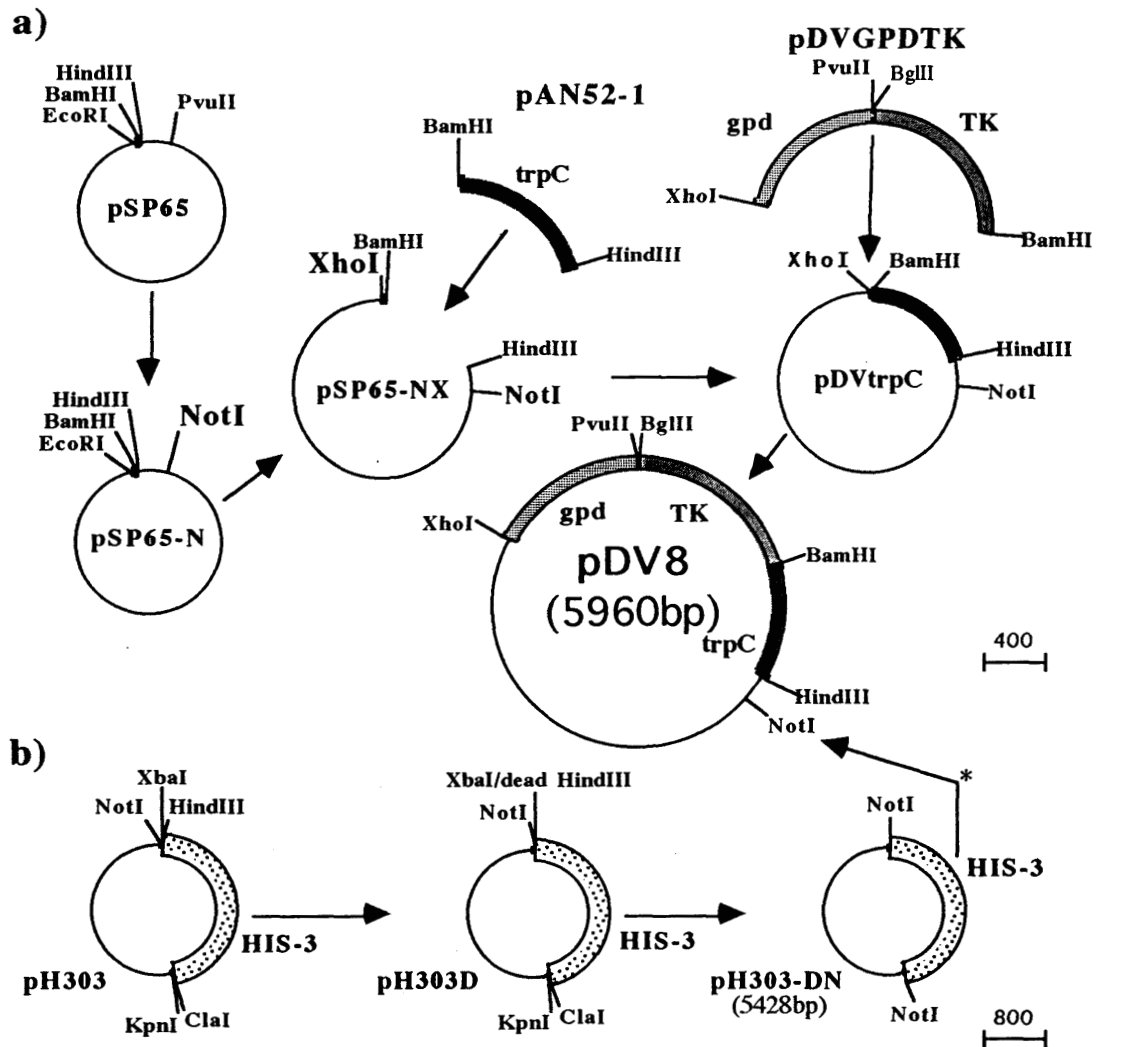 a)
HindIII
BamHI
EcoRI
PvuII
pSP65
pAN52-1
BamHI
trpC
HindIII
pDVGPDTK
PvuII
BglII
gpd
TK
XhoI
BamHI
HindIII
BamHI
EcoRI
NotI
pSP65-N
BamHI
XhoI
HindIII
NotI
pSP65-NX
XhoI
BamHI
HindIII
NotI
pDVtrpC
PvuII
BglII
XhoI
gpd
TK
BamHI
pDV8
(5960bp)
trpC
HindIII
NotI
400
b)
XbaI
NotI
HindIII
HIS-3
pH303
KpnI
ClaI
XbaI/dead HindIII
NotI
HIS-3
pH303D
KpnI
ClaI
*
NotI
HIS-3
pH303-DN
(5428bp)
NotI
800